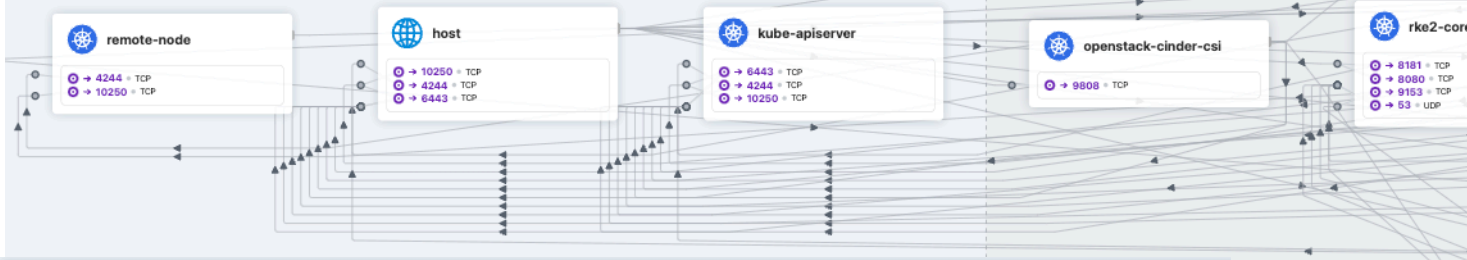 remote-node
→ 4244 • TCP
→ 10250 • TCP
host
→ 10250 • TCP
→ 4244 • TCP
→ 6443 • TCP
kube-apiserver
→ 6443 • TCP
→ 4244 • TCP
→ 10250 • TCP
openstack-cinder-csi
→ 9808 • TCP
rke2-core
→ 8181 • TCP
→ 8080 • TCP
→ 9153 • TCP
→ 53 • UDP